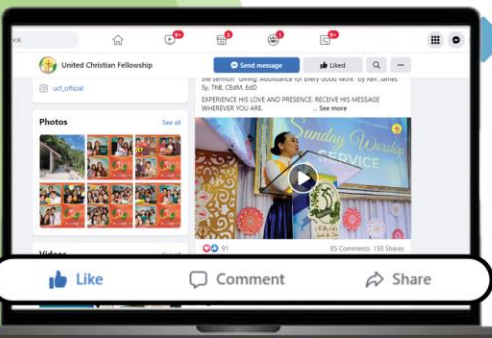 9+
5
9+
United Christian Fellowship
Send message
Liked
ucf_official
the sermon "Giving: Abundance for Every Good Work" by Rev. James
Sy, ThB, CEdM, EdD
EXPERIENCE HIS LOVE AND PRESENCE. RECEIVE HIS MESSAGE
WHEREVER YOU ARE.
... See more
Photos
See all
Sunday Worship
SERVICE
91
85 Comments 150 Shares
Videos
Like
Comment
Share